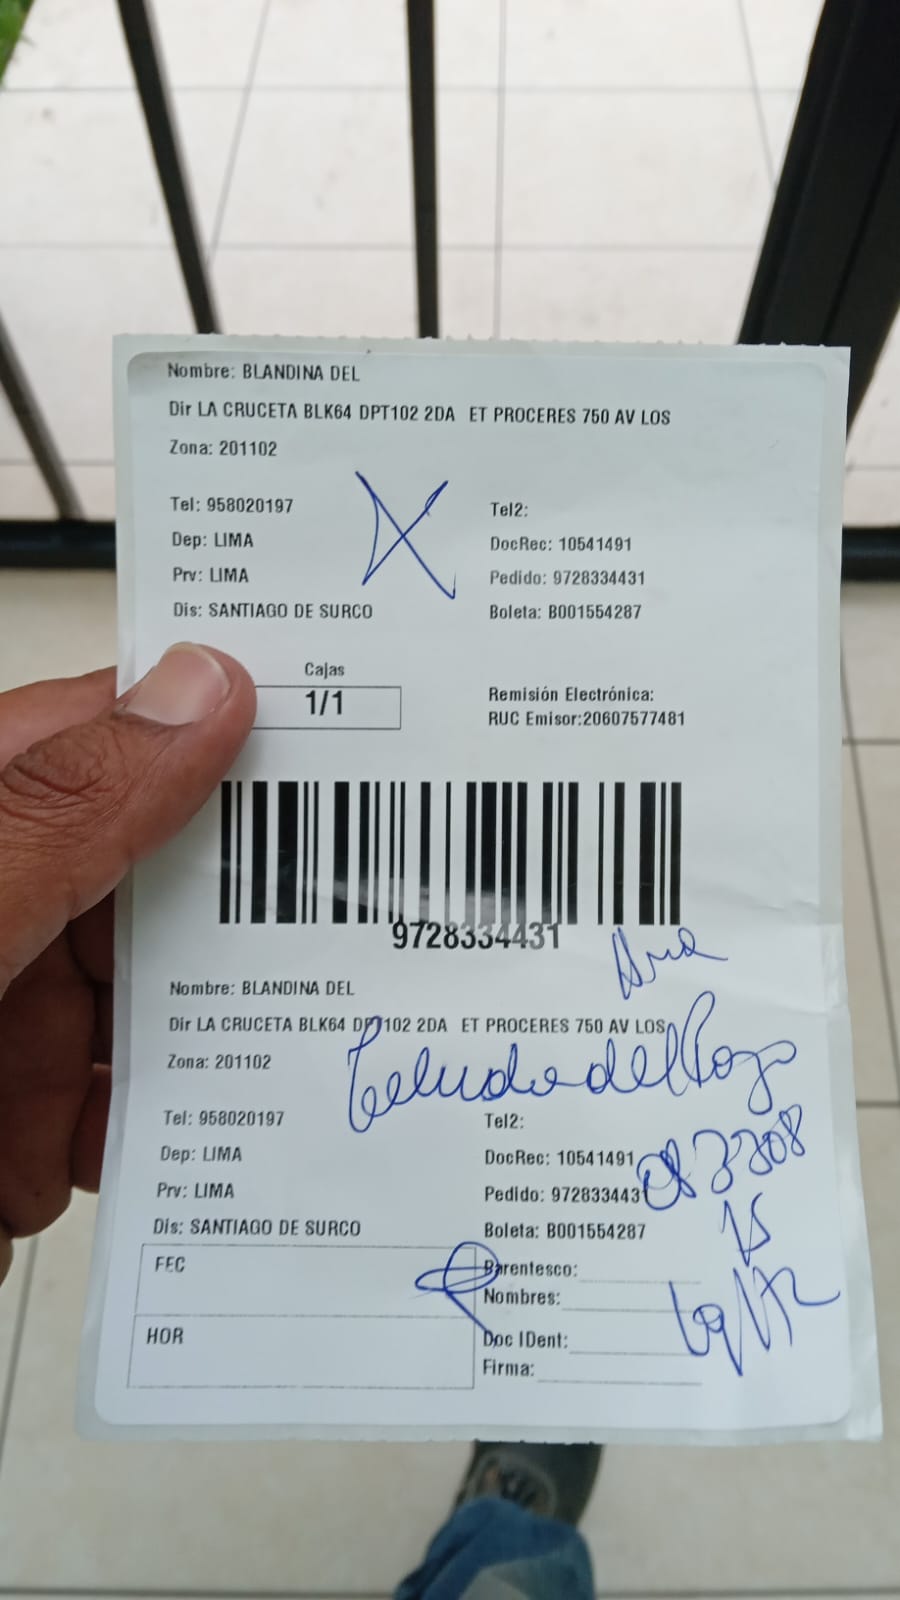 Nombre: BLANDINA DEL
Dir LA CRUCETA BLK64 DPT102 2DA ET PROCERES 750 AV LOS
Zona: 201102
Tel: 958020197
Tel2:
Dep: LIMA
DocRec: 10541491
Prv: LIMA
Pedido: 9728334431
Dis: SANTIAGO DE SURCO
Boleta: B001554287
Cajas
1/1
Remisión Electrónica:
RUC Emisor:20607577481
9728334431
Nombre: BLANDINA DEL
Dir LA CRUCETA BLK64 DPT102 2DA ET PROCERES 750 AV LOS
Zona: 201102
del Pozo
Tel: 958020197
Tel2:
Dep: LIMA
DocRec: 10541491
Prv: LIMA
Pedido: 9728334431
Dis: SANTIAGO DE SURCO
Boleta: B001554287
FEC
Parentesco:
Nombres:
HOR
Doc IDent:
Firma: